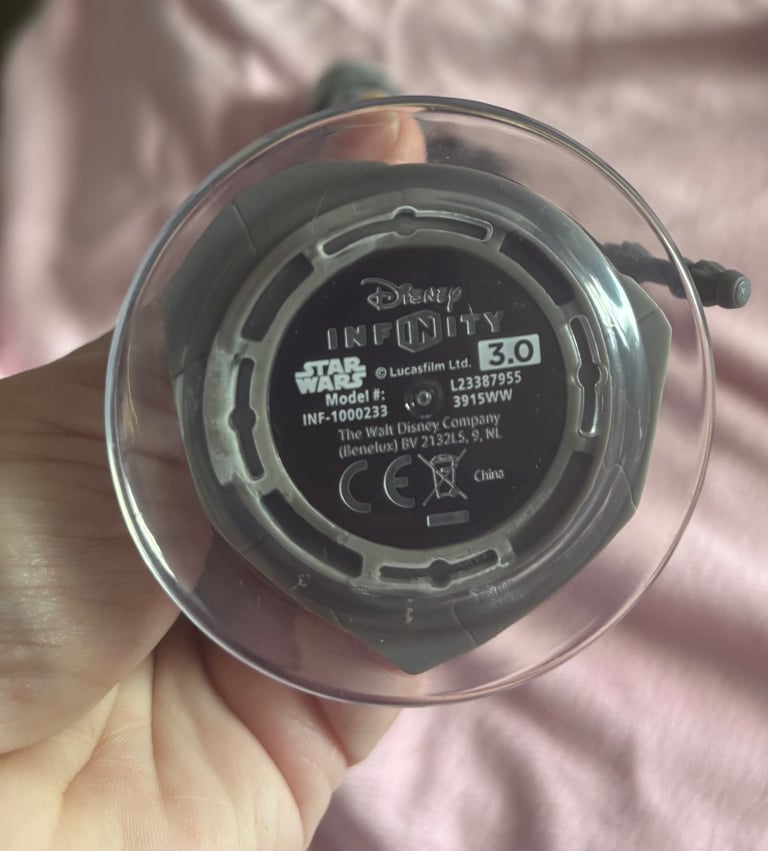 Disney
INFINITY
3.0
STAR WARS
© Lucasfilm Ltd.
Model #:
INF-1000233
L23387955
3915WW
The Walt Disney Company
(Benelux) BV 2132LS, 9, NL
CE
China